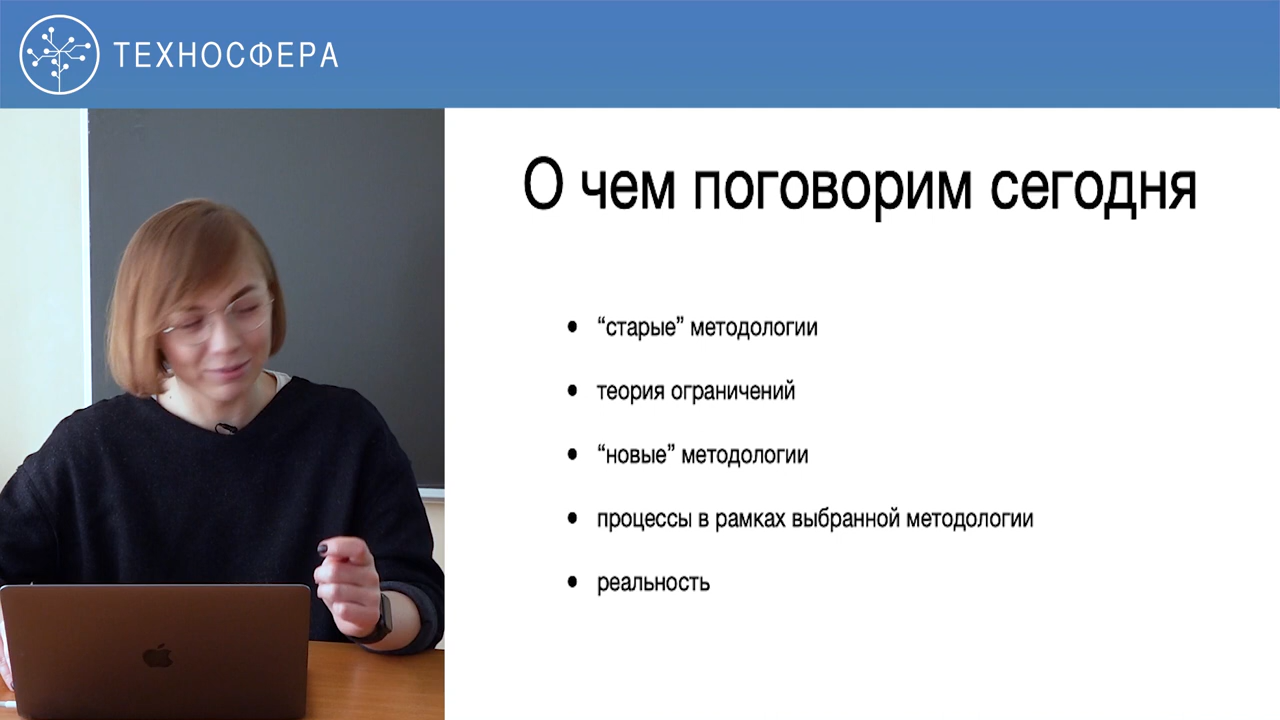 ТЕХНОСФЕРА
О чем поговорим сегодня
• “старые” методологии
• теория ограничений
• “новые” методологии
• процессы в рамках выбранной методологии
• реальность